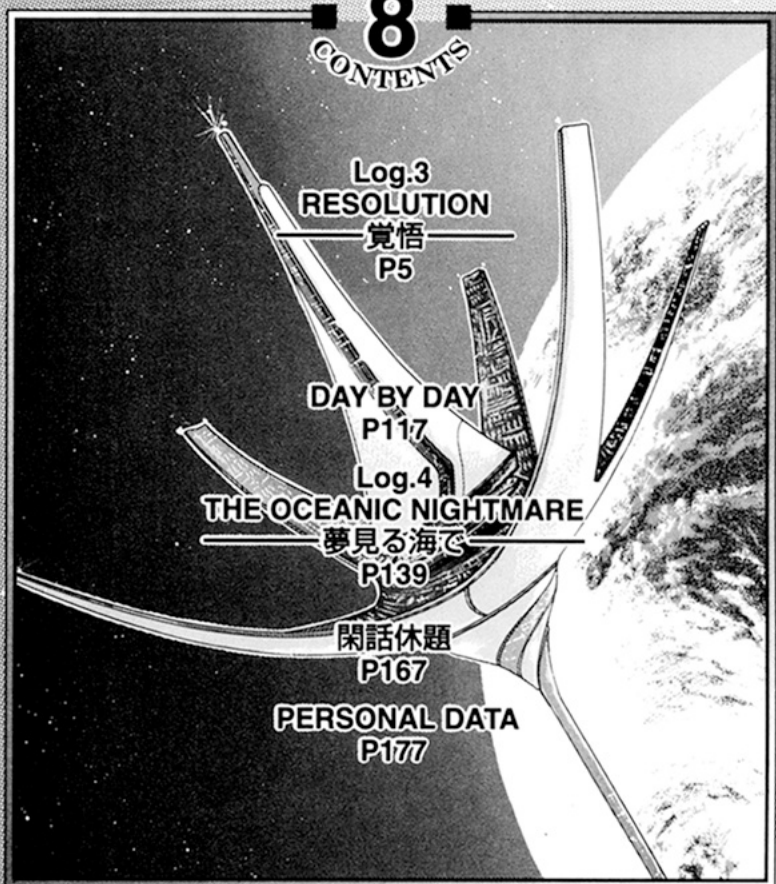 8
CONTENTS
Log.3
RESOLUTION
覚悟
P5
DAY BY DAY
P117
Log.4
THE OCEANIC NIGHTMARE
夢見る海で
P139
閑話休題
P167
PERSONAL DATA
P177